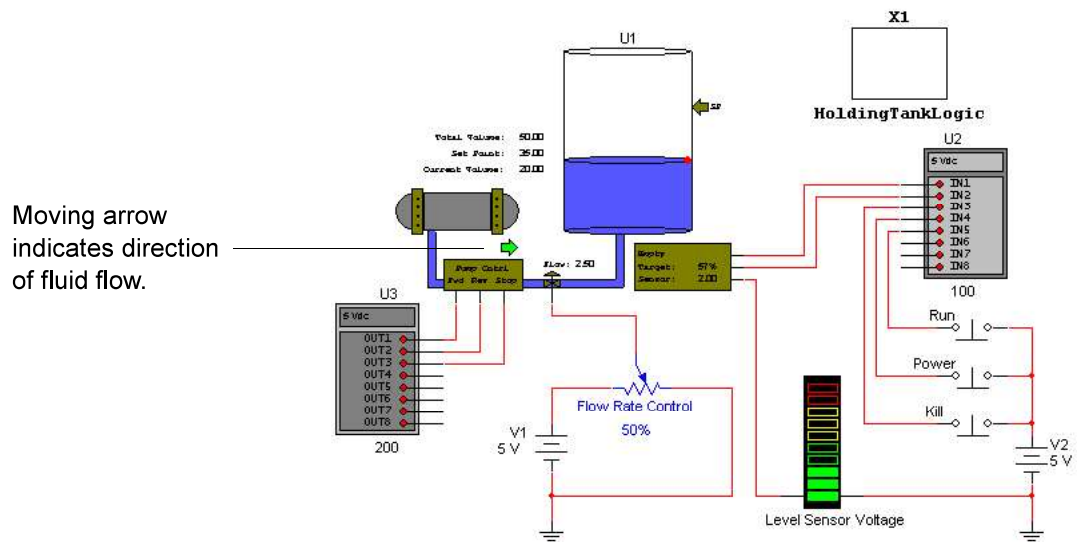 X1
HoldingTankLogic
U1
SP
Total Volume: 50.00
Set Point: 35.00
Current Volume: 20.00
Moving arrow
indicates direction
of fluid flow.
Pump Cntrl
Fwd Rev Stop
Flow: 2.50
Empty
Target: 57%
Sensor: 2.00
U2
5 Vdc
IN1
IN2
IN3
IN4
IN5
IN6
IN7
IN8
100
U3
5 Vdc
OUT1
OUT2
OUT3
OUT4
OUT5
OUT6
OUT7
OUT8
200
Run
Power
Kill
Flow Rate Control
50%
V1
5 V
V2
5 V
Level Sensor Voltage